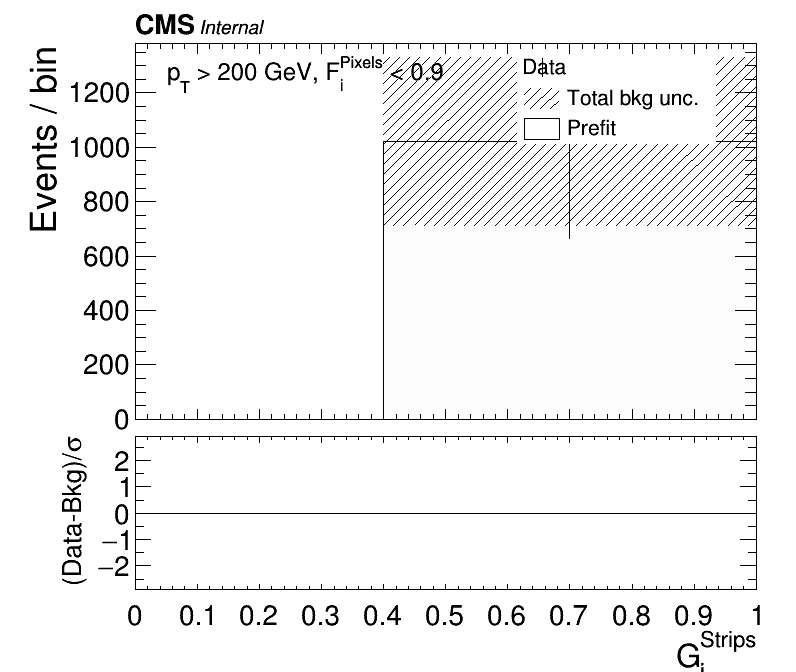 CMS Internal
p_T > 200 GeV, F_i^Pixels < 0.9
Data
Total bkg unc.
Prefit
Events / bin
1200
1000
800
600
400
200
0
(Data-Bkg)/σ
2
1
0
−1
−2
0 0.1 0.2 0.3 0.4 0.5 0.6 0.7 0.8 0.9 1
G_i^Strips